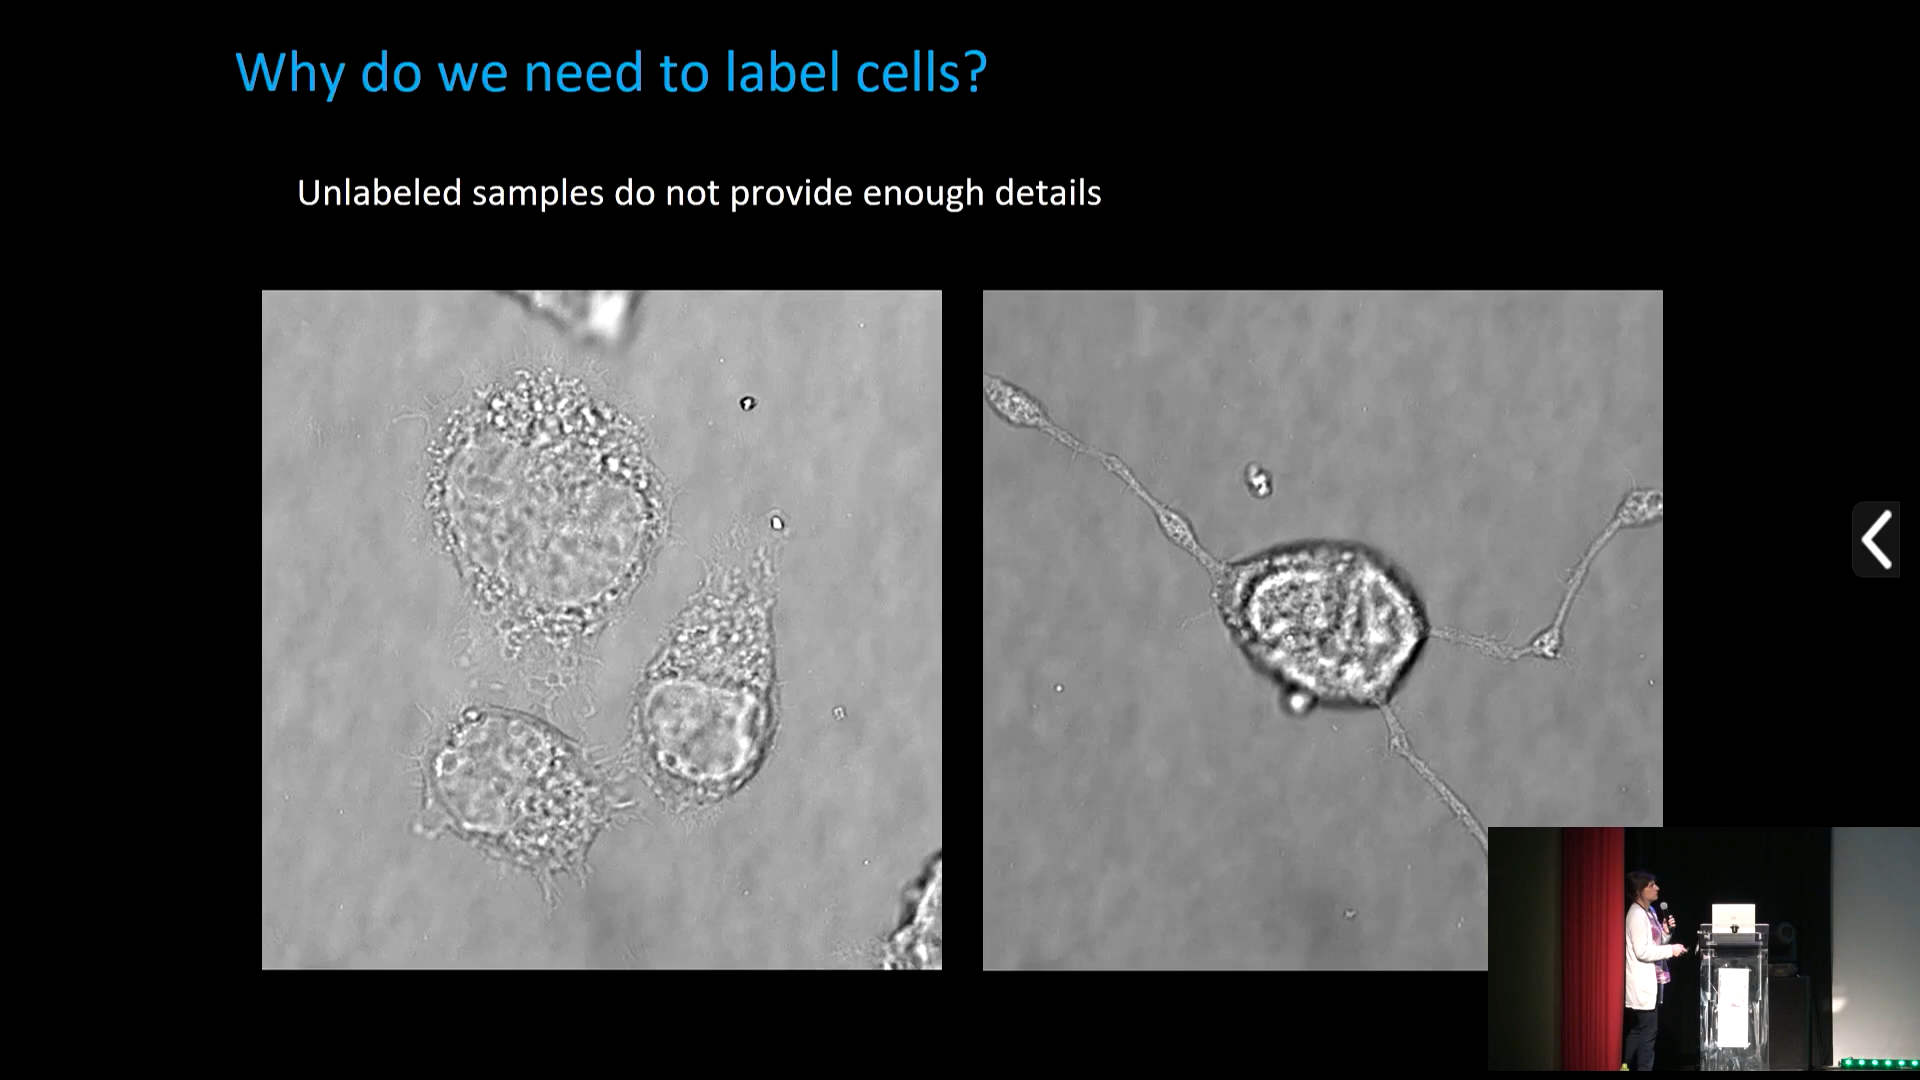 Why do we need to label cells?
Unlabeled samples do not provide enough details